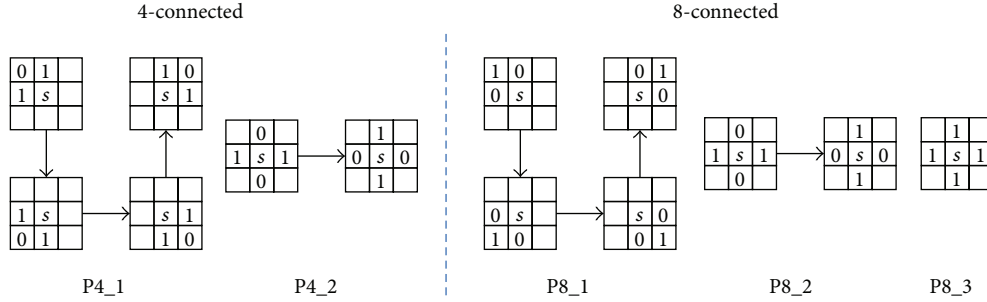 4-connected
8-connected
0 1
1 s
1 0
s 1
1 s
0 1
s 1
1 0
0
1 s 1
0
1
0 s 0
1
1 0
0 s
0 1
s 0
0 s
1 0
s 0
0 1
0
1 s 1
0
1
0 s 0
1
1
1 s 1
1
P4_1
P4_2
P8_1
P8_2
P8_3